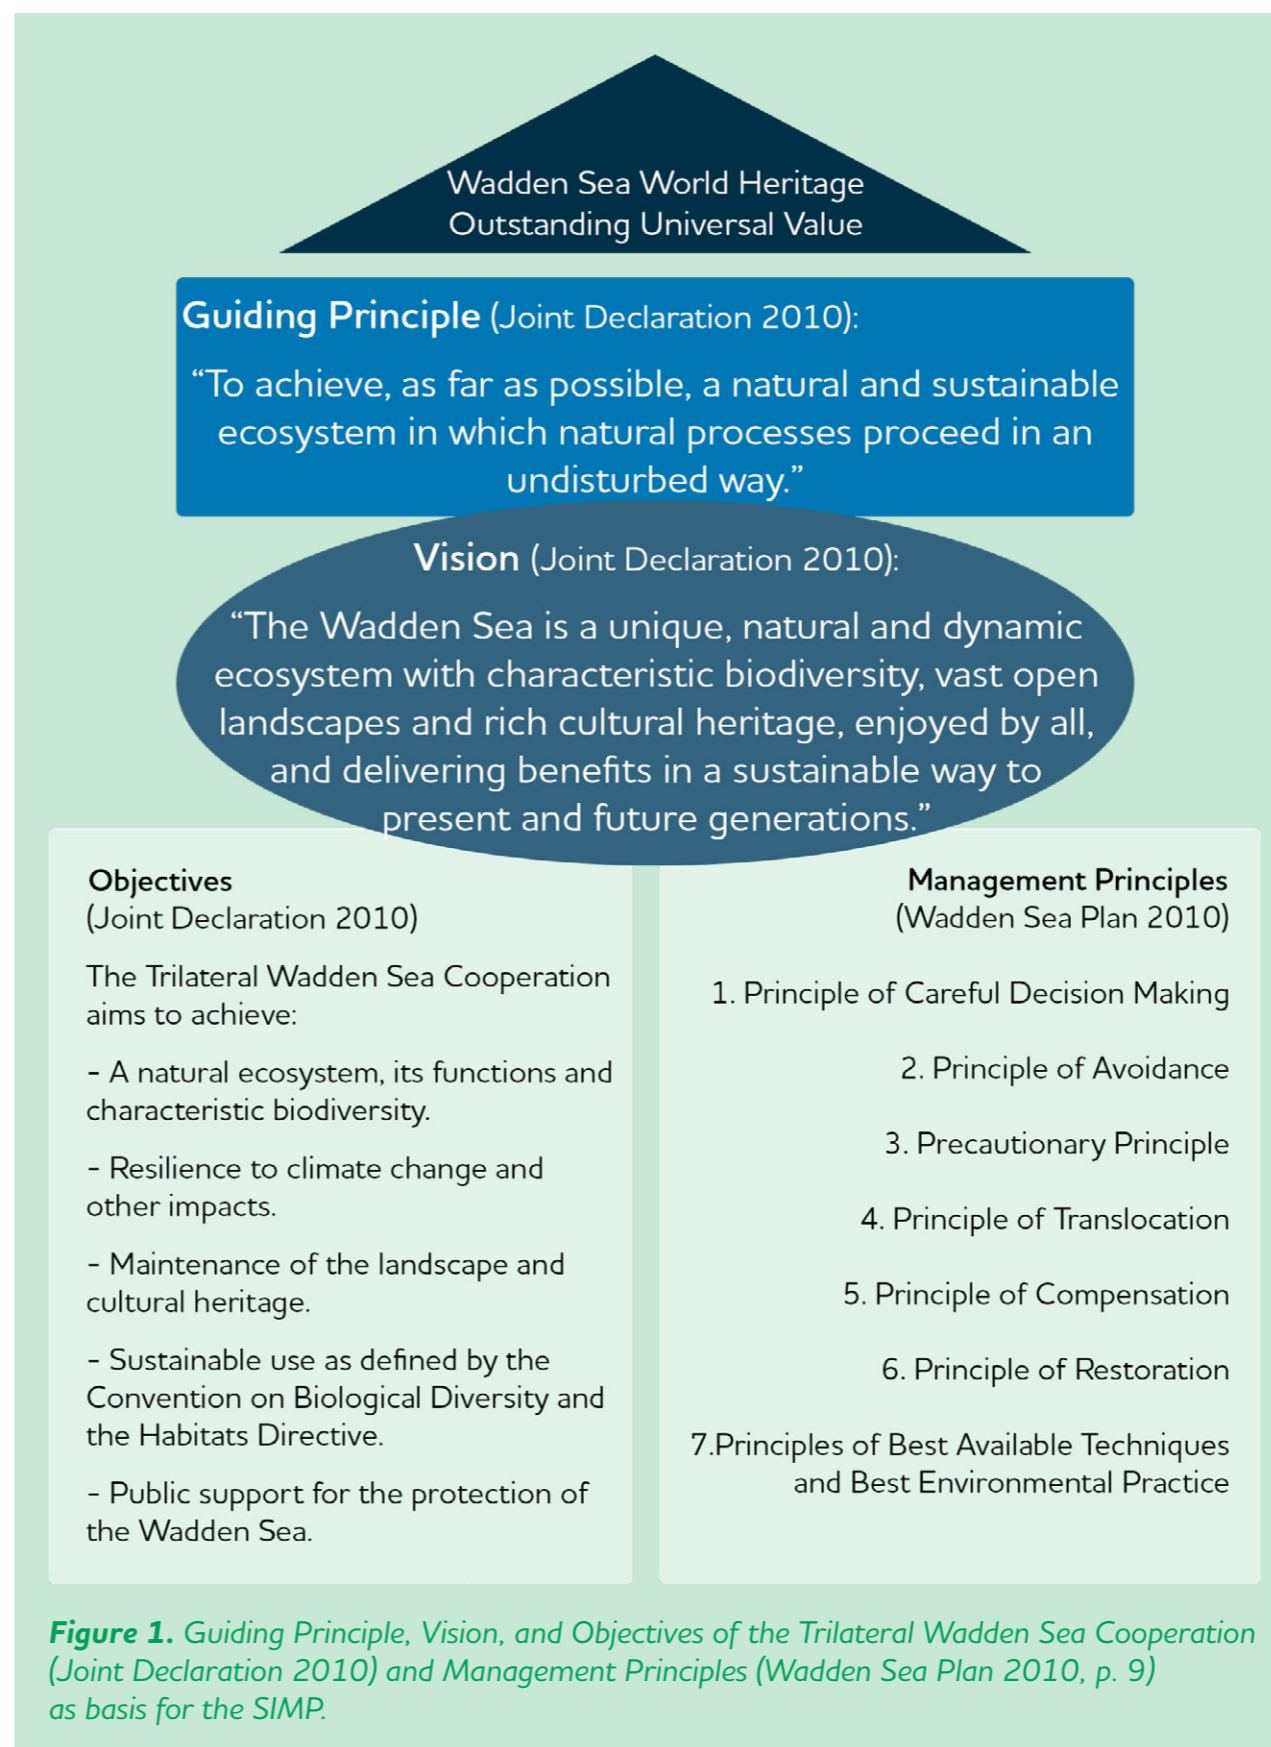 Wadden Sea World Heritage
Outstanding Universal Value
Guiding Principle (Joint Declaration 2010):
“To achieve, as far as possible, a natural and sustainable
ecosystem in which natural processes proceed in an
undisturbed way.”
Vision (Joint Declaration 2010):
“The Wadden Sea is a unique, natural and dynamic
ecosystem with characteristic biodiversity, vast open
landscapes and rich cultural heritage, enjoyed by all,
and delivering benefits in a sustainable way to
present and future generations.”
Objectives
(Joint Declaration 2010)
The Trilateral Wadden Sea Cooperation
aims to achieve:
- A natural ecosystem, its functions and
characteristic biodiversity.
- Resilience to climate change and
other impacts.
- Maintenance of the landscape and
cultural heritage.
- Sustainable use as defined by the
Convention on Biological Diversity and
the Habitats Directive.
- Public support for the protection of
the Wadden Sea.
Management Principles
(Wadden Sea Plan 2010)
1. Principle of Careful Decision Making
2. Principle of Avoidance
3. Precautionary Principle
4. Principle of Translocation
5. Principle of Compensation
6. Principle of Restoration
7.Principles of Best Available Techniques
and Best Environmental Practice
Figure 1. Guiding Principle, Vision, and Objectives of the Trilateral Wadden Sea Cooperation
(Joint Declaration 2010) and Management Principles (Wadden Sea Plan 2010, p. 9)
as basis for the SIMP.